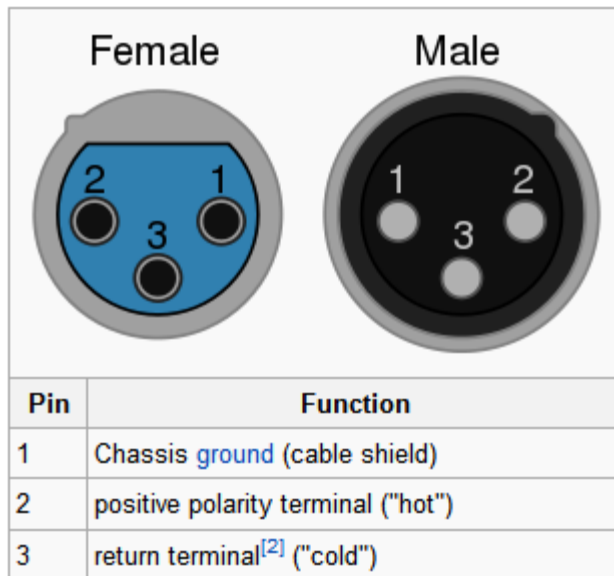 Female Male
2 1 1 2
3 3
Pin Function
1 Chassis ground (cable shield)
2 positive polarity terminal ("hot")
3 return terminal[2] ("cold")